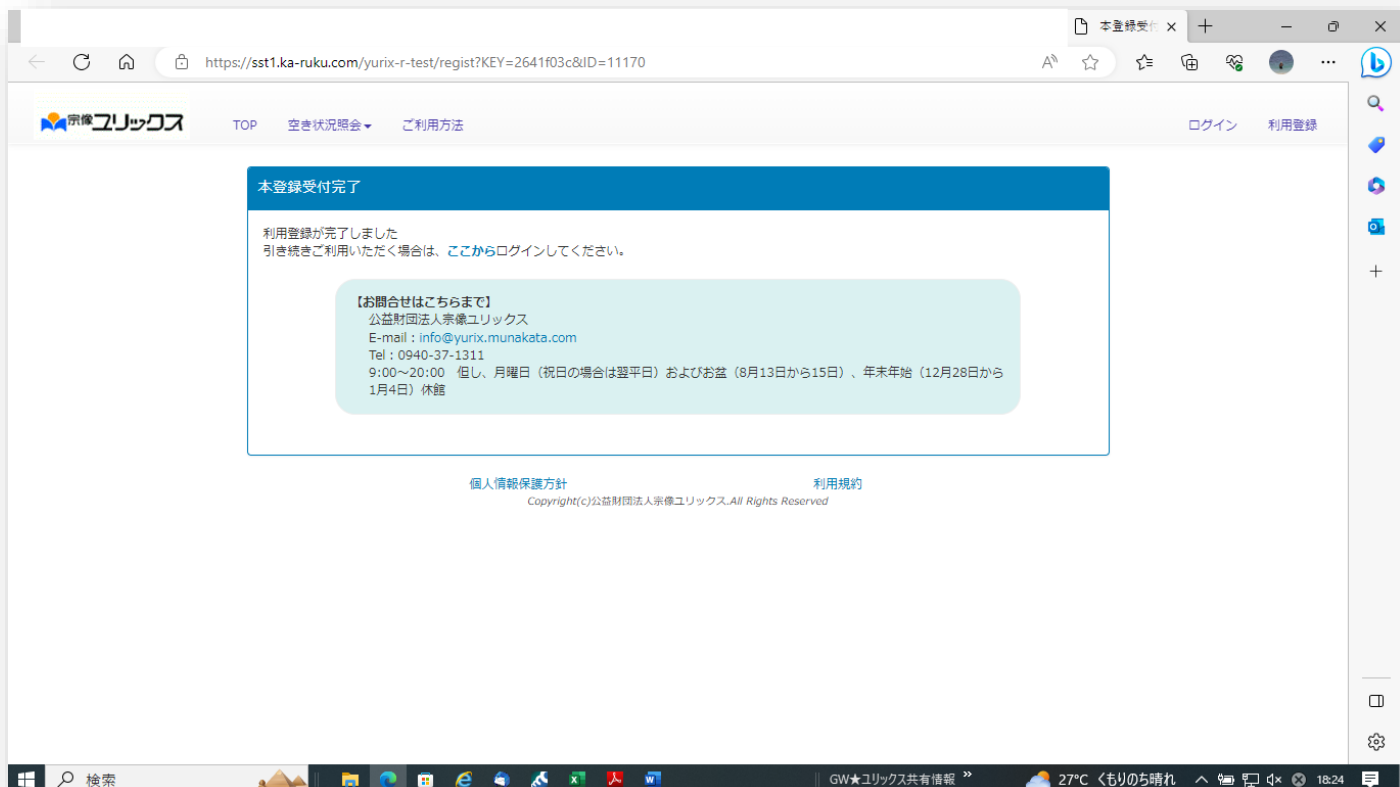 本登録受付
https://sst1.ka-ruku.com/yurix-r-test/regist?KEY=2641f03c&ID=11170
宗像ユリックス
TOP 空き状況照会 ご利用方法 ログイン 利用登録
本登録受付完了
利用登録が完了しました
引き続きご利用いただく場合は、ここからログインしてください。
【お問合せはこちらまで】
公益財団法人宗像ユリックス
E-mail：info@yurix.munakata.com
Tel：0940-37-1311
9:00～20:00　但し、月曜日（祝日の場合は翌平日）およびお盆（8月13日から15日）、年末年始（12月28日から
1月4日）休館
個人情報保護方針 利用規約
Copyright(c)公益財団法人宗像ユリックス.All Rights Reserved
検索 GW★ユリックス共有情報 » 27°C くもりのち晴れ 18:24